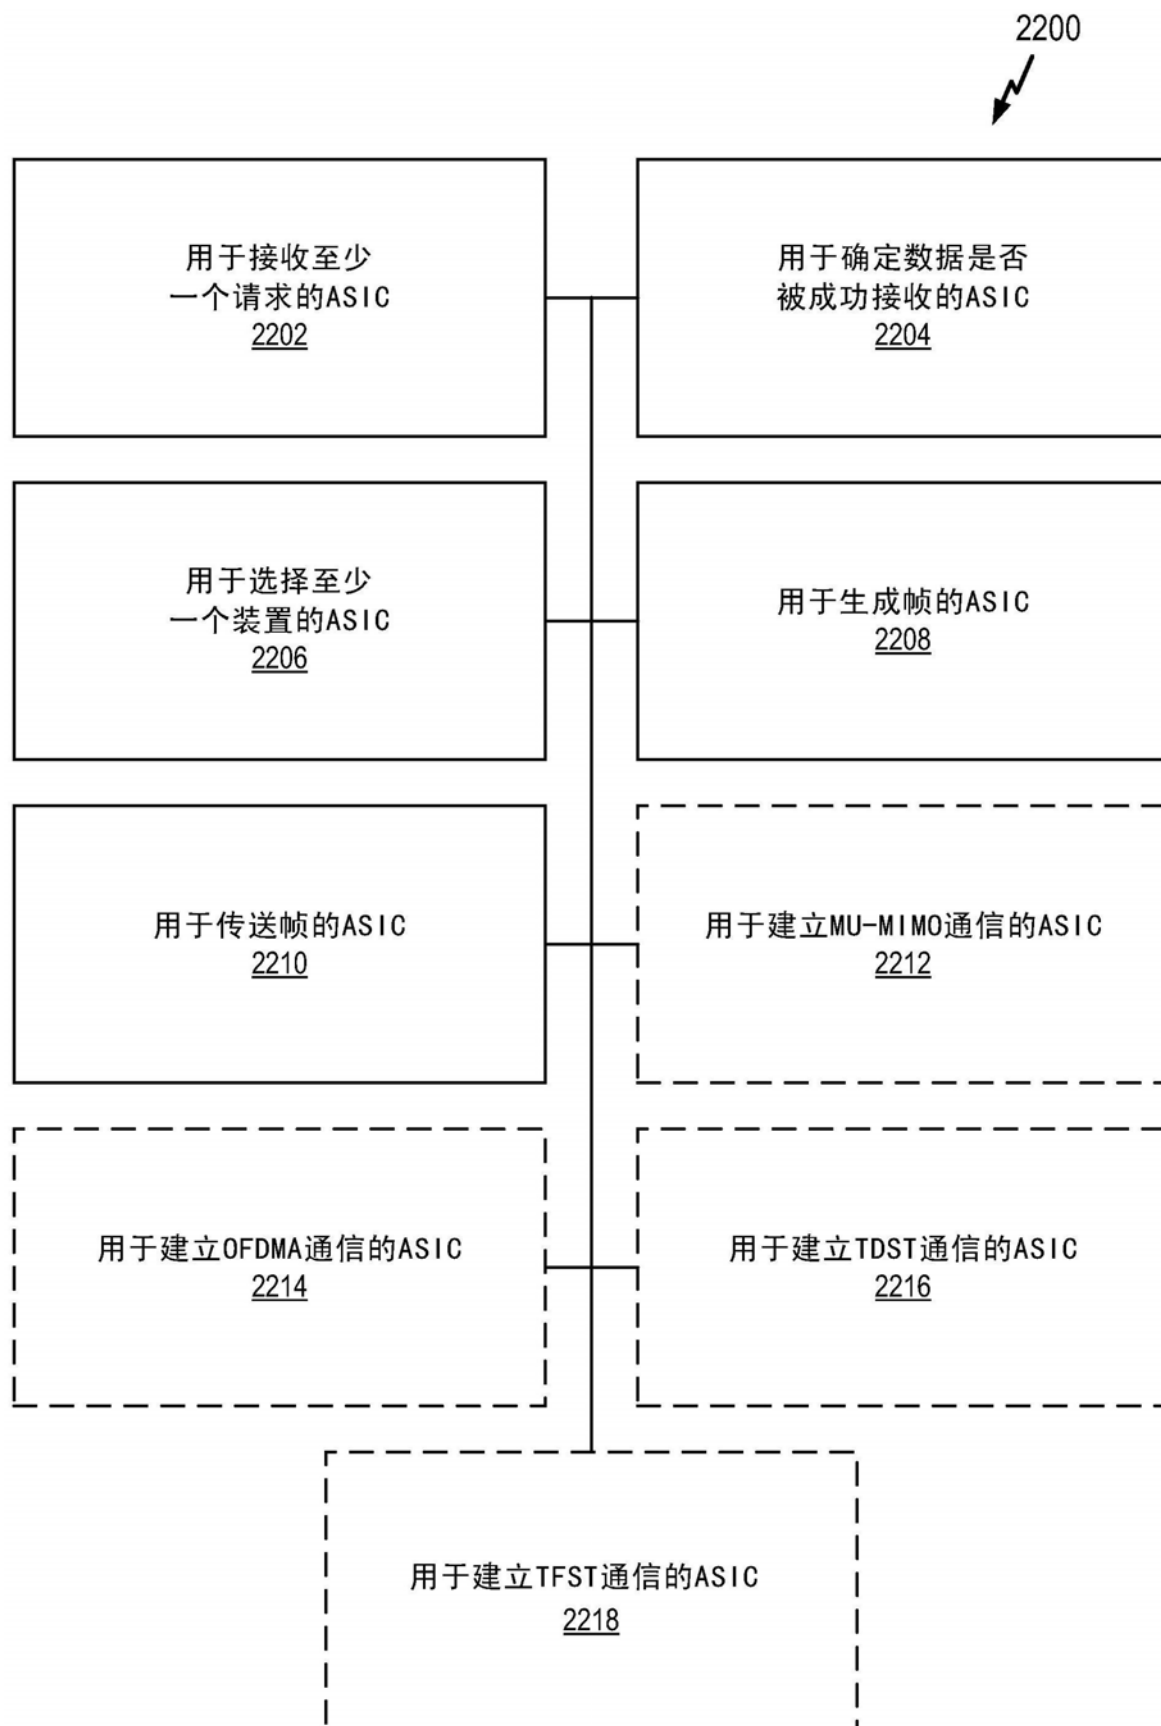 2200
用于接收至少
一个请求的ASIC
2202
用于确定数据是否
被成功接收的ASIC
2204
用于选择至少
一个装置的ASIC
2206
用于生成帧的ASIC
2208
用于传送帧的ASIC
2210
用于建立MU-MIMO通信的ASIC
2212
用于建立OFDMA通信的ASIC
2214
用于建立TDST通信的ASIC
2216
用于建立TFST通信的ASIC
2218